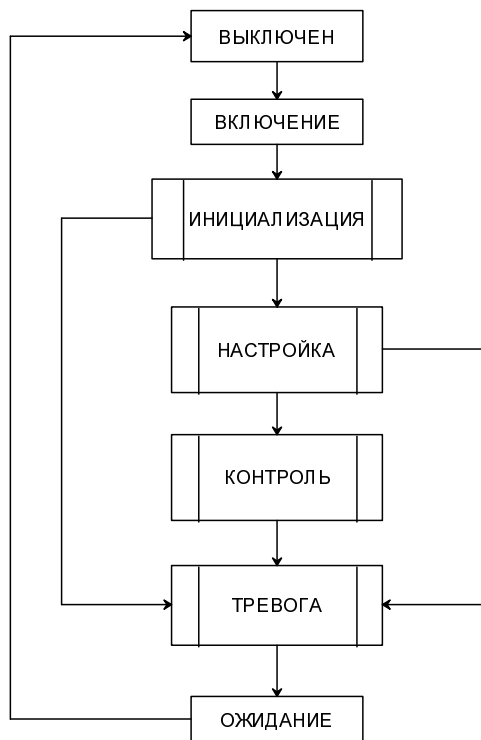 ВЫКЛЮЧЕН
ВКЛЮЧЕНИЕ
ИНИЦИАЛИЗАЦИЯ
НАСТРОЙКА
КОНТРОЛЬ
ТРЕВОГА
ОЖИДАНИЕ